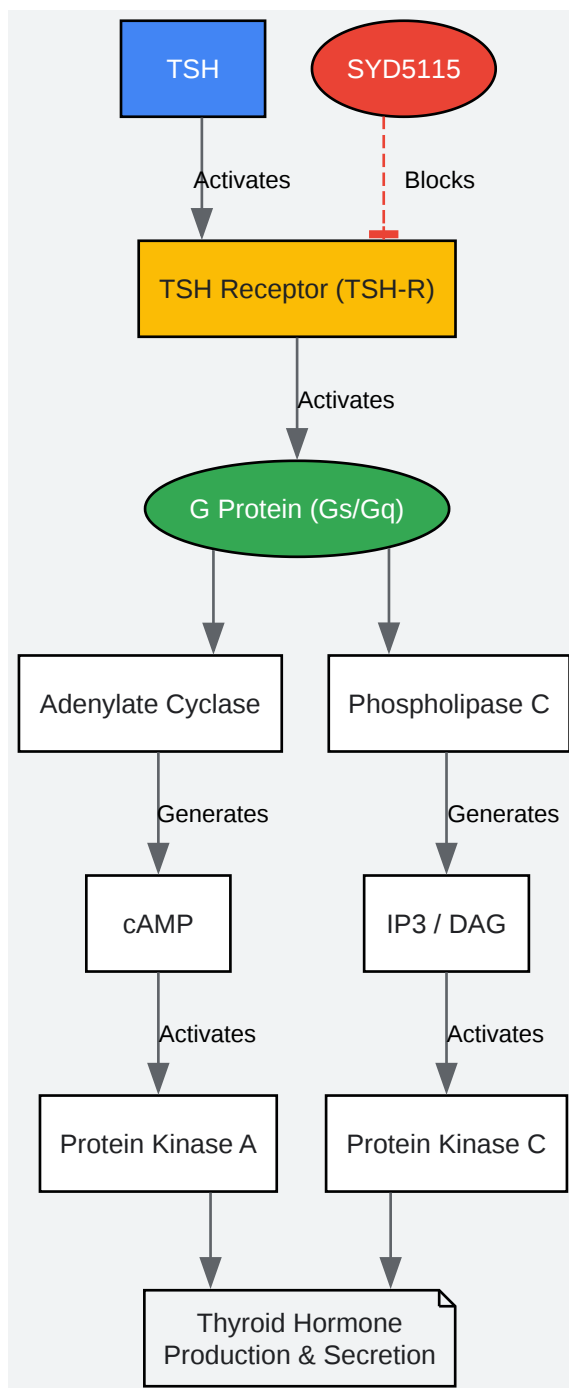 TSH
SYD5115
Activates
Blocks
TSH Receptor (TSH-R)
Activates
G Protein (Gs/Gq)
Adenylate Cyclase
Phospholipase C
Generates
Generates
cAMP
IP3 / DAG
Activates
Activates
Protein Kinase A
Protein Kinase C
Thyroid Hormone
Production & Secretion